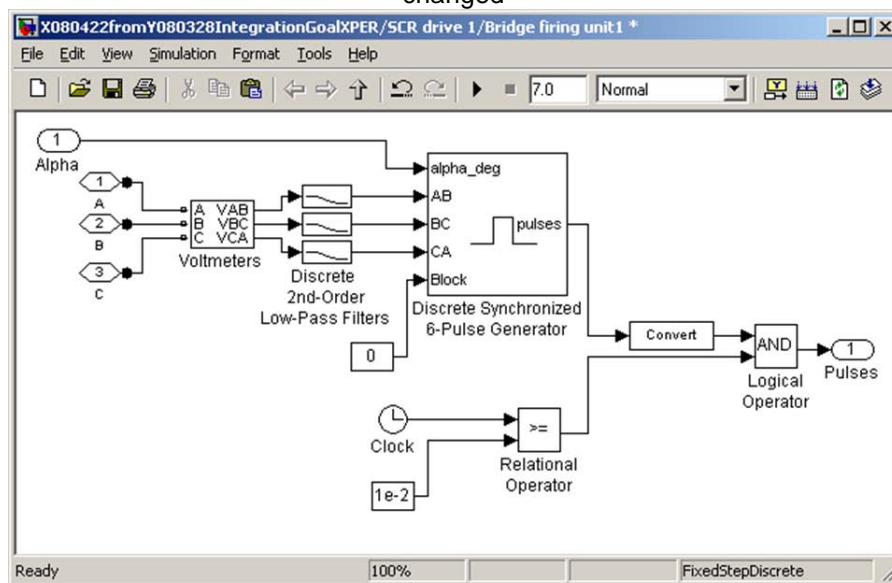 changed
X080422fromY080328IntegrationGoalXPER/SCR drive 1/Bridge firing unit1 *
File Edit View Simulation Format Tools Help
7.0 Normal
1
Alpha
1
A
2
B
3
C
A VAB
B VBC
C VCA
Voltmeters
Discrete
2nd-Order
Low-Pass Filters
alpha_deg
AB
BC
CA
Block
pulses
Discrete Synchronized
6-Pulse Generator
0
Convert
AND
Logical
Operator
1
Pulses
Clock
>=
Relational
Operator
1e-2
Ready 100% FixedStepDiscrete